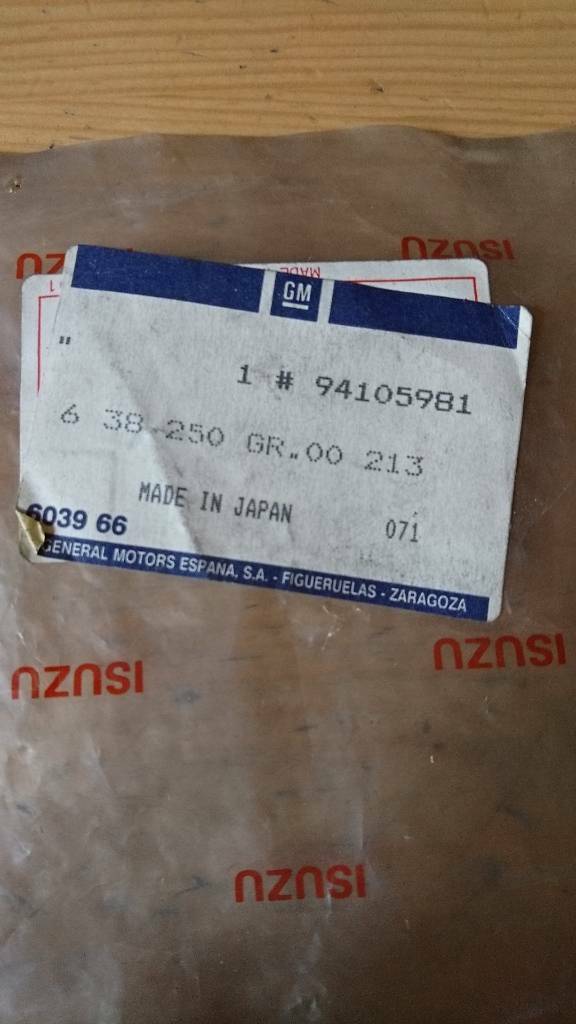 ISUZU
MADE
GM
"
1 # 94105981
6 38 250 GR.00 213
MADE IN JAPAN 071
6039 66
GENERAL MOTORS ESPANA, S.A. - FIGUERUELAS - ZARAGOZA
ISUZU
ISUZU
ISUZU